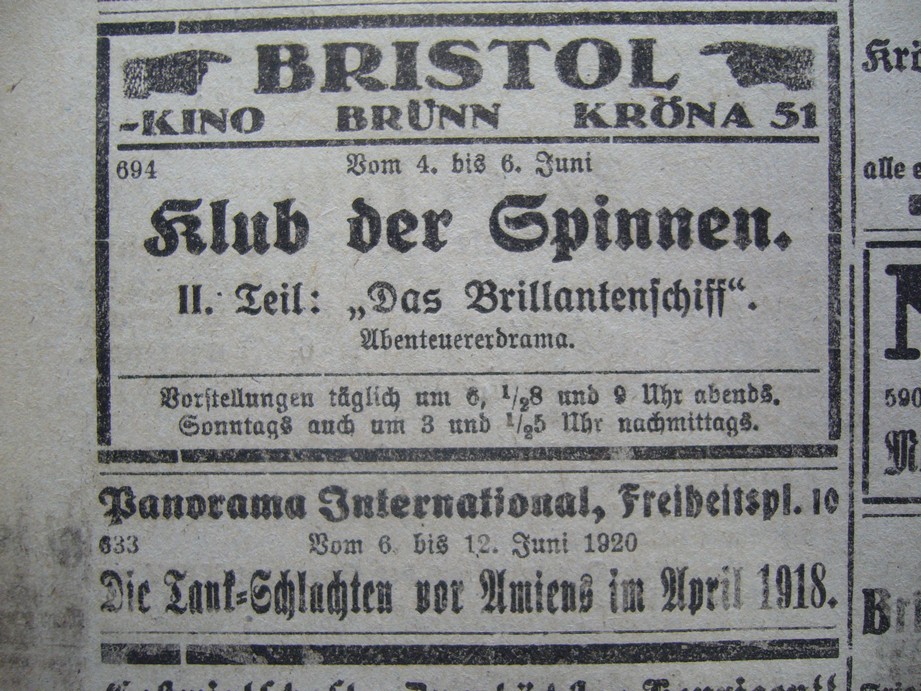 BRISTOL
-KINO BRÜNN KRÖNA 51
694 Vom 4. bis 6. Juni
Klub der Spinnen.
II. Teil: „Das Brillantenschiff“.
Abenteuererdrama.
Vorstellungen täglich um 6, 1/28 und 9 Uhr abends.
Sonntags auch um 3 und 1/25 Uhr nachmittags.
Panorama International, Freiheitspl. 10
633 Vom 6. bis 12. Juni 1920
Die Tank-Schlachten vor Amiens im April 1918.
alle
590